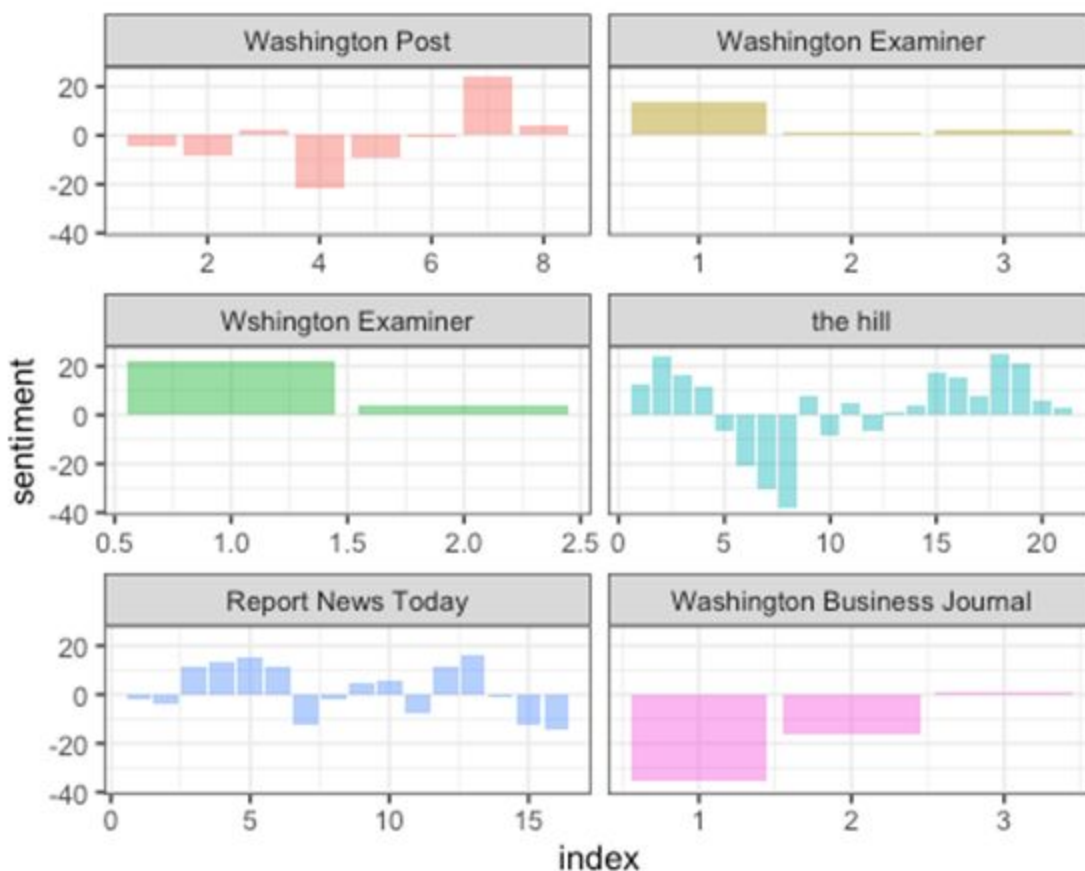 Washington Post
Washington Examiner
20
0
-20
-40
2 4 6 8
1 2 3
Wshington Examiner
the hill
20
0
-20
-40
0.5 1.0 1.5 2.0 2.5
0 5 10 15 20
sentiment
Report News Today
Washington Business Journal
20
0
-20
-40
0 5 10 15
1 2 3
index